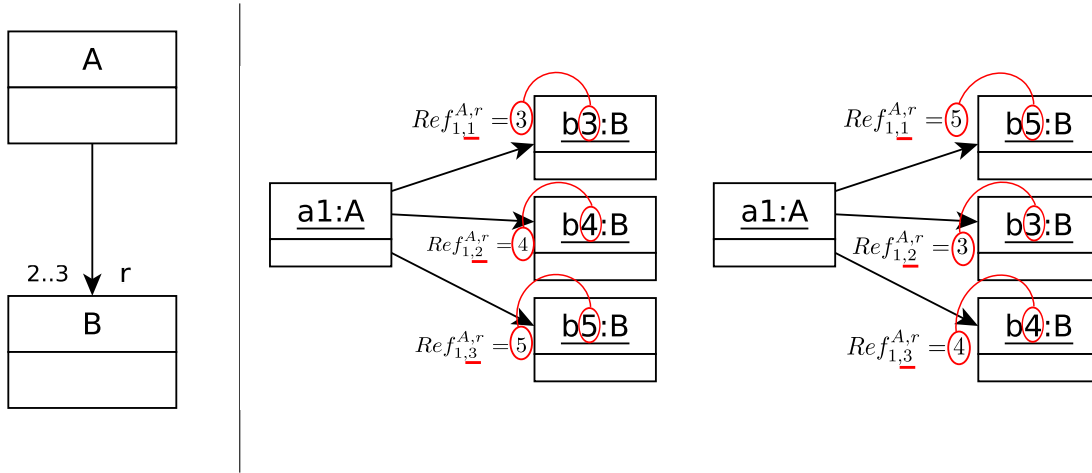 A
2..3 r
B
a1:A
Ref^{A,r}_{1,1} = 3
b3:B
Ref^{A,r}_{1,2} = 4
b4:B
Ref^{A,r}_{1,3} = 5
b5:B
a1:A
Ref^{A,r}_{1,1} = 5
b5:B
Ref^{A,r}_{1,2} = 3
b3:B
Ref^{A,r}_{1,3} = 4
b4:B